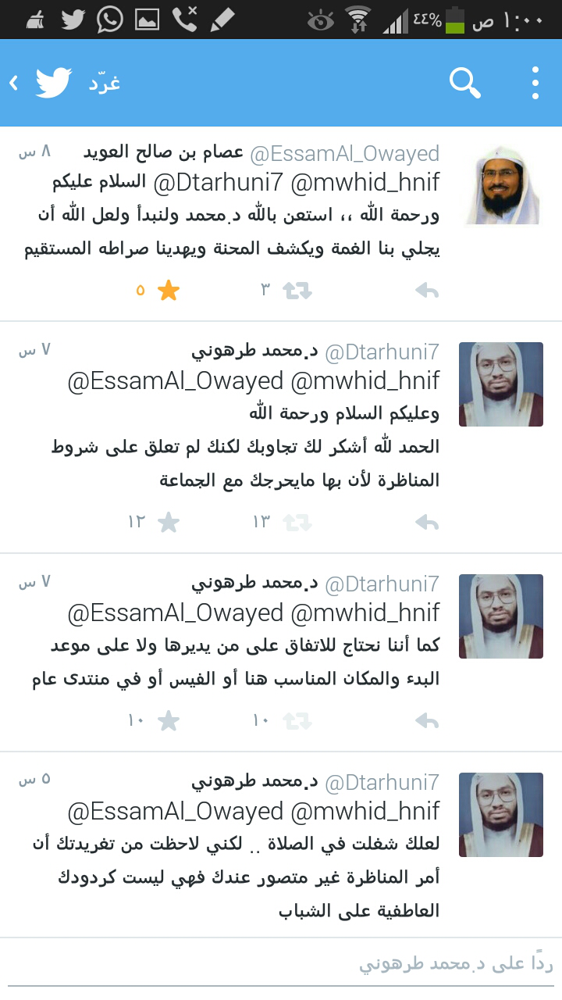 ١:٠٠ ص
٤٤%
غرّد
عصام بن صالح العويد @EssamAl_Owayed
٨ س
@Dtarhuni7 @mwhid_hnif السلام عليكم
ورحمة الله ،، استعن بالله د.محمد ولنبدأ ولعل الله أن
يجلي بنا الغمة ويكشف المحنة ويهدينا صراطه المستقيم
٣
٥
د.محمد طرهوني @Dtarhuni7
٧ س
@EssamAl_Owayed @mwhid_hnif
وعليكم السلام ورحمة الله
الحمد لله أشكر لك تجاوبك لكنك لم تعلق على شروط
المناظرة لأن بها مايحرجك مع الجماعة
١٣
١٢
د.محمد طرهوني @Dtarhuni7
٧ س
@EssamAl_Owayed @mwhid_hnif
كما أننا نحتاج للاتفاق على من يديرها ولا على موعد
البدء والمكان المناسب هنا أو الفيس أو في منتدى عام
١٠
١٠
د.محمد طرهوني @Dtarhuni7
٥ س
@EssamAl_Owayed @mwhid_hnif
لعلك شغلت في الصلاة .. لكني لاحظت من تغريدتك أن
أمر المناظرة غير متصور عندك فهي ليست كردودك
العاطفية على الشباب
ردًا على د.محمد طرهوني